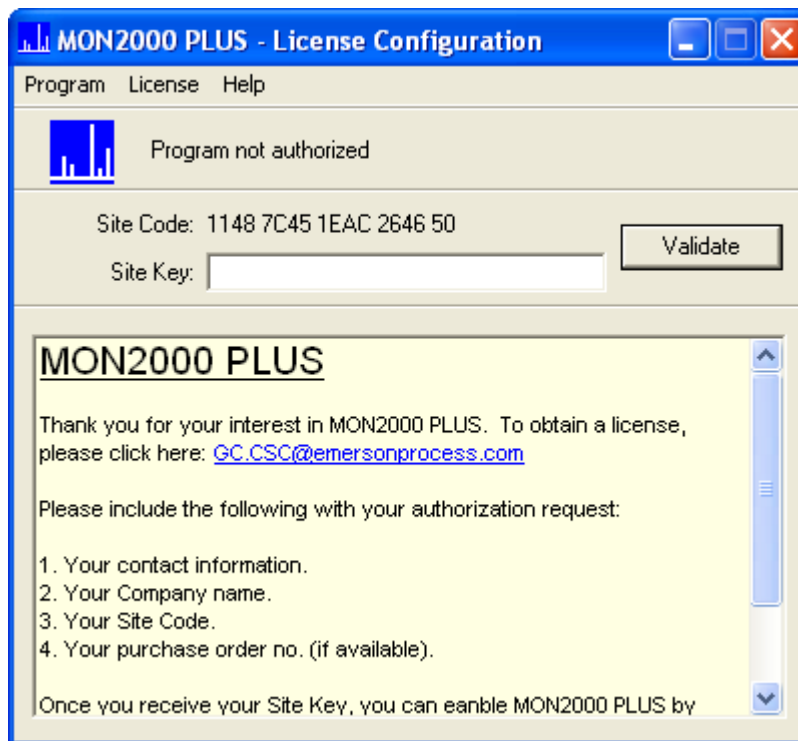 MON2000 PLUS - License Configuration
Program License Help
Program not authorized
Site Code: 1148 7C45 1EAC 2646 50
Validate
Site Key:
MON2000 PLUS
Thank you for your interest in MON2000 PLUS. To obtain a license,
please click here: GC.CSC@emersonprocess.com
Please include the following with your authorization request:
1. Your contact information.
2. Your Company name.
3. Your Site Code.
4. Your purchase order no. (if available).
Once you receive your Site Key, you can eanble MON2000 PLUS by